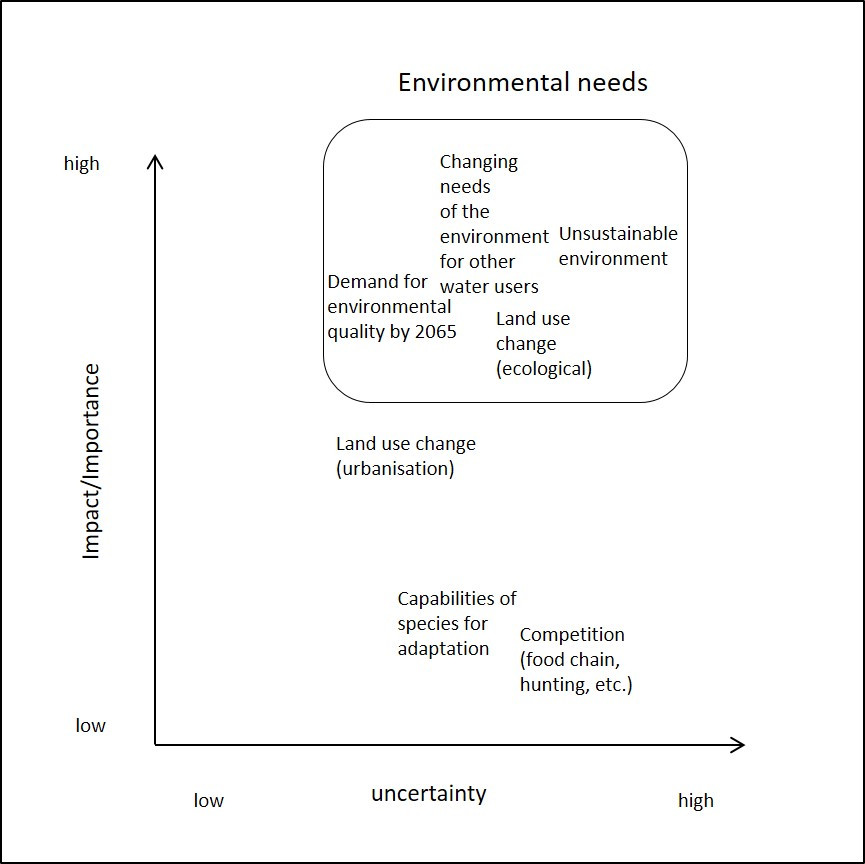 Environmental needs
high
Changing
needs
of the
environment
for other
water users
Unsustainable
environment
Demand for
environmental
quality by 2065
Land use
change
(ecological)
Impact/Importance
Land use change
(urbanisation)
Capabilities of
species for
adaptation
Competition
(food chain,
hunting, etc.)
low
low
uncertainty
high